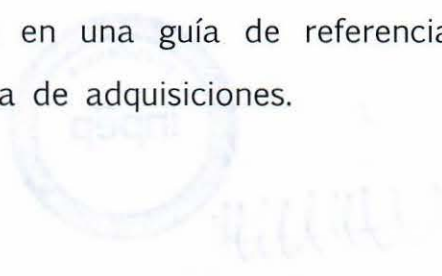 en una guía de referencia
a de adquisiciones.